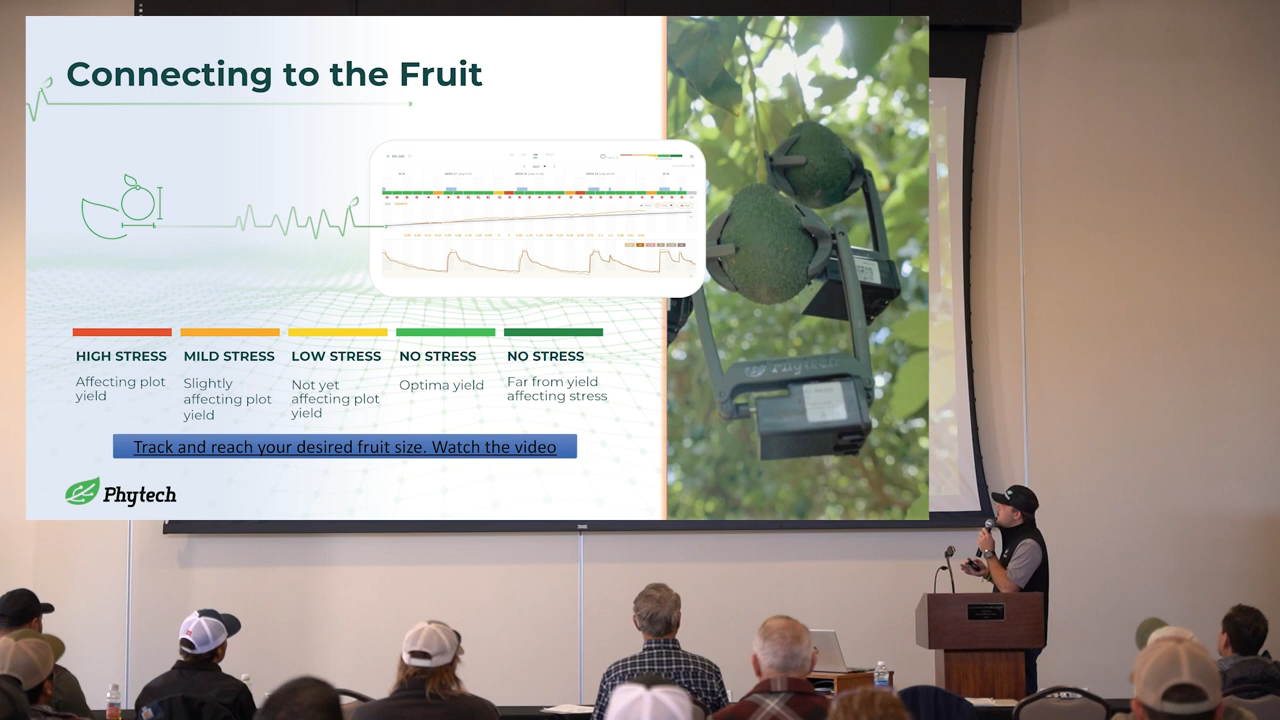 Connecting to the Fruit
HIGH STRESS
Affecting plot
yield
MILD STRESS
Slightly
affecting plot
yield
LOW STRESS
Not yet
affecting plot
yield
NO STRESS
Optima yield
NO STRESS
Far from yield
affecting stress
Track and reach your desired fruit size. Watch the video
Phytech
Phytech